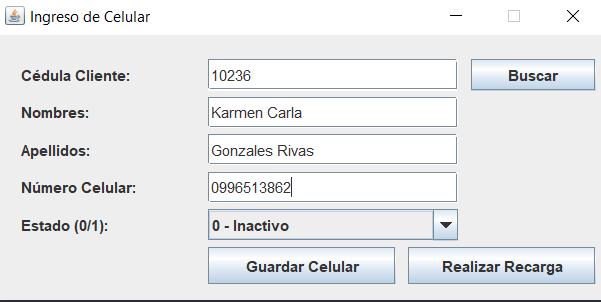 Ingreso de Celular
Cédula Cliente: 10236 Buscar
Nombres: Karmen Carla
Apellidos: Gonzales Rivas
Número Celular: 0996513862
Estado (0/1): 0 - Inactivo
Guardar Celular Realizar Recarga